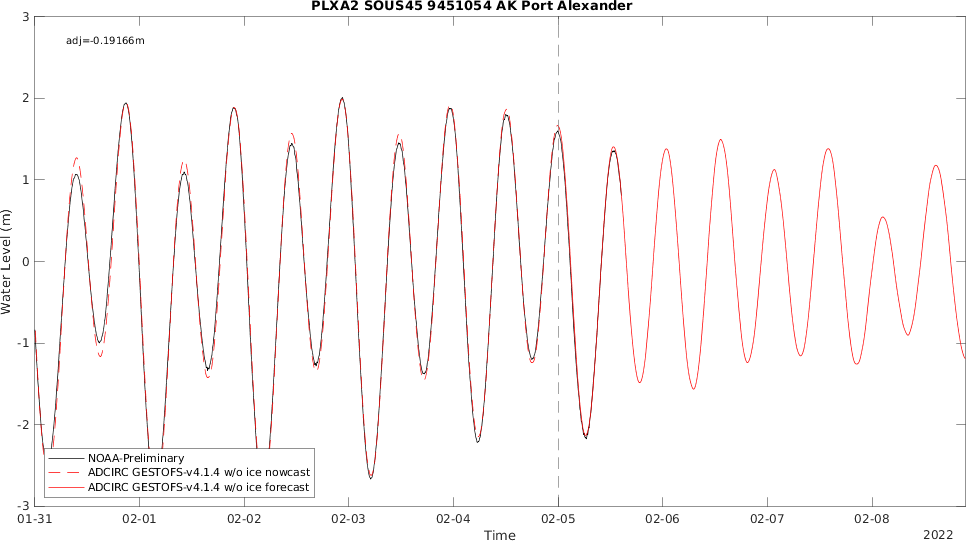 PLXA2 SOUS45 9451054 AK Port Alexander
adj=-0.19166m
3
2
1
0
-1
-2
-3
Water Level (m)
NOAA-Preliminary
ADCIRC GESTOFS-v4.1.4 w/o ice nowcast
ADCIRC GESTOFS-v4.1.4 w/o ice forecast
01-31 02-01 02-02 02-03 02-04 02-05 02-06 02-07 02-08
Time
2022